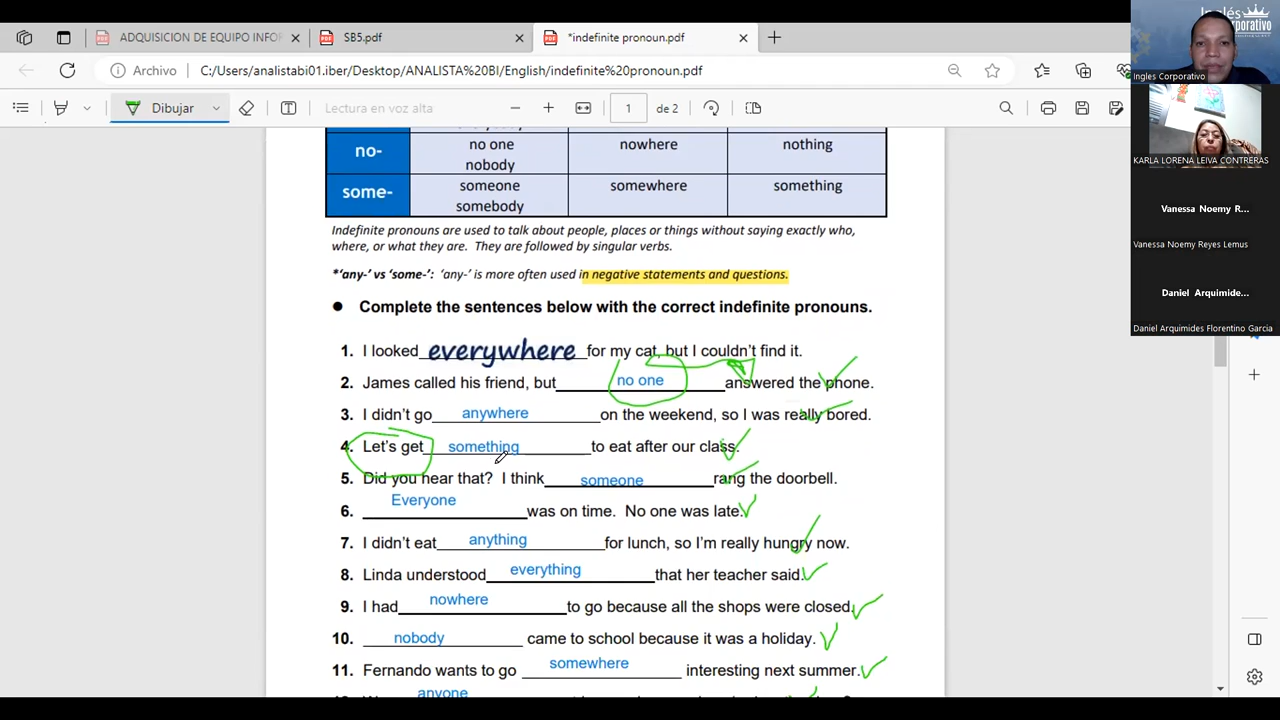 ADQUISICION DE EQUIPO INFO
SB5.pdf
*indefinite pronoun.pdf
Archivo
C:/Users/analistabi01.iber/Desktop/ANALISTA%20BI/English/indefinite%20pronoun.pdf
Dibujar
Lectura en voz alta
1
de 2
Inglés
Corporativo
Ingles Corporativo
KARLA LORENA LEIVA CONTRERAS
Vanessa Noemy R...
Vanessa Noemy Reyes Lemus
Daniel Arquimide...
Daniel Arquimides Florentino Garcia
no-
no one
nobody
nowhere
nothing
some-
someone
somebody
somewhere
something
Indefinite pronouns are used to talk about people, places or things without saying exactly who,
where, or what they are. They are followed by singular verbs.
*'any-' vs 'some-': 'any-' is more often used in negative statements and questions.
● Complete the sentences below with the correct indefinite pronouns.
1. I looked everywhere for my cat, but I couldn't find it.
2. James called his friend, but no one answered the phone.
3. I didn't go anywhere on the weekend, so I was really bored.
4. Let's get something to eat after our class.
5. Did you hear that? I think someone rang the doorbell.
6. Everyone was on time. No one was late.
7. I didn't eat anything for lunch, so I'm really hungry now.
8. Linda understood everything that her teacher said.
9. I had nowhere to go because all the shops were closed.
10. nobody came to school because it was a holiday.
11. Fernando wants to go somewhere interesting next summer.
anyone